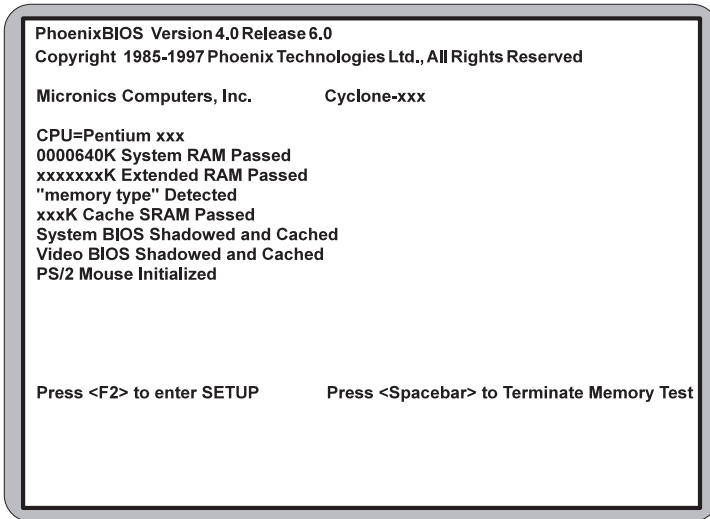 PhoenixBIOS Version 4.0 Release 6.0
Copyright 1985-1997 Phoenix Technologies Ltd., All Rights Reserved
Micronics Computers, Inc. Cyclone-xxx
CPU=Pentium xxx
0000640K System RAM Passed
xxxxxxxK Extended RAM Passed
"memory type" Detected
xxxK Cache SRAM Passed
System BIOS Shadowed and Cached
Video BIOS Shadowed and Cached
PS/2 Mouse Initialized
Press <F2> to enter SETUP Press <Spacebar> to Terminate Memory Test